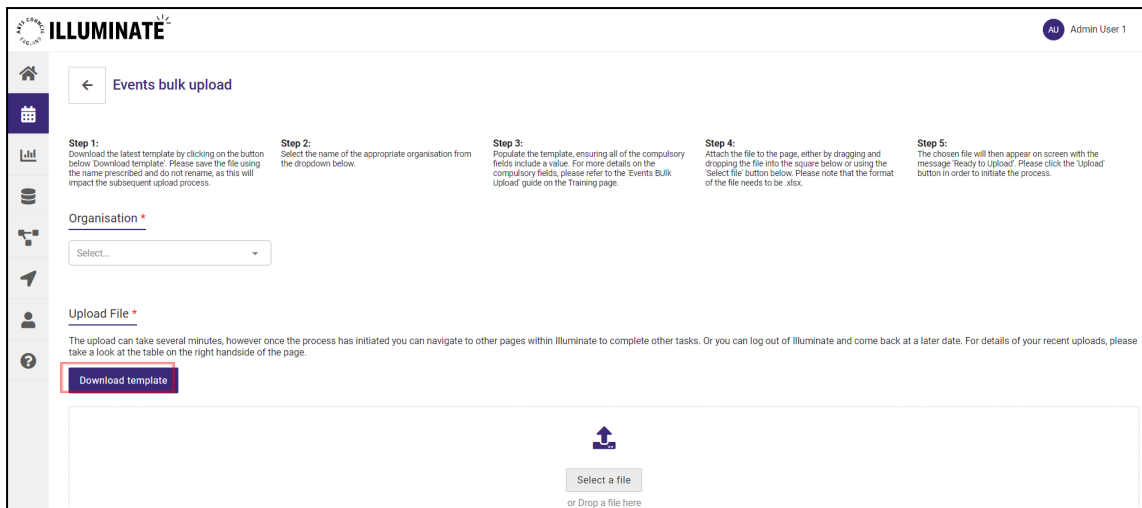 ARTS COUNCIL ENGLAND
ILLUMINATE
AU Admin User 1
Events bulk upload
Step 1:
Download the latest template by clicking on the button
below 'Download template'. Please save the file using
the name prescribed and do not rename, as this will
impact the subsequent upload process.
Step 2:
Select the name of the appropriate organisation from
the dropdown below.
Step 3:
Populate the template, ensuring all of the compulsory
fields include a value. For more details on the
compulsory fields, please refer to the 'Events BUlk
Upload' guide on the Training page.
Step 4:
Attach the file to the page, either by dragging and
dropping the file into the square below or using the
'Select file' button below. Please note that the format
of the file needs to be .xlsx.
Step 5:
The chosen file will then appear on screen with the
message 'Ready to Upload'. Please click the 'Upload'
button in order to initiate the process.
Organisation *
Select...
Upload File *
The upload can take several minutes, however once the process has initiated you can navigate to other pages within Illuminate to complete other tasks. Or you can log out of Illuminate and come back at a later date. For details of your recent uploads, please
take a look at the table on the right handside of the page.
Download template
Select a file
or Drop a file here